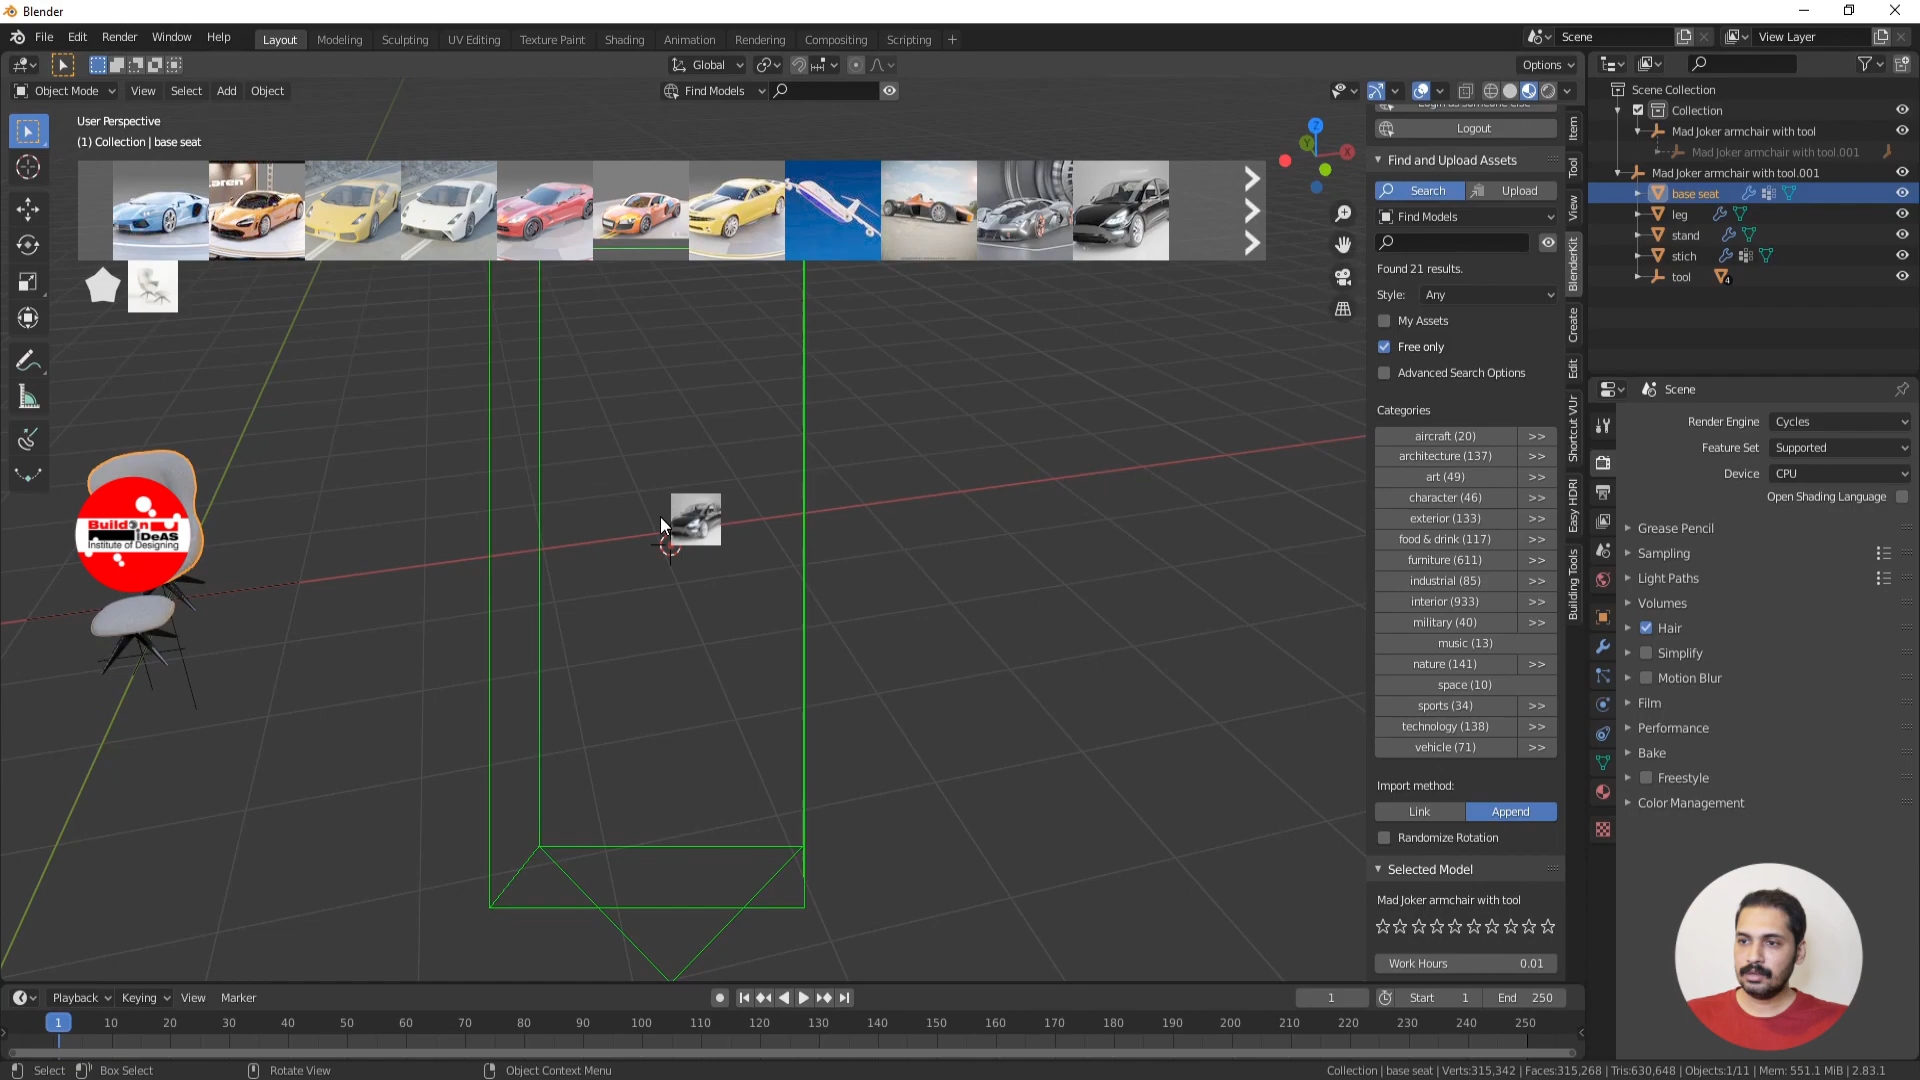 Blender
File Edit Render Window Help
Layout Modeling Sculpting UV Editing Texture Paint Shading Animation Rendering Compositing Scripting +
Scene
View Layer
Global
Options
Object Mode View Select Add Object
Find Models
User Perspective
(1) Collection | base seat
Logout
Find and Upload Assets
Search Upload
Find Models
Found 21 results.
Style: Any
My Assets
Free only
Advanced Search Options
Categories
aircraft (20) >>
architecture (137) >>
art (49) >>
character (46) >>
exterior (133) >>
food & drink (117) >>
furniture (611) >>
industrial (85) >>
interior (933) >>
military (40) >>
music (13)
nature (141) >>
space (10)
sports (34) >>
technology (138) >>
vehicle (71) >>
Import method:
Link Append
Randomize Rotation
Selected Model
Mad Joker armchair with tool
Work Hours 0.01
Item
Tool
View
BlenderKit
Create
Edit
Shortcut VUr
Easy HDRI
Building Tools
Scene Collection
Collection
Mad Joker armchair with tool
Mad Joker armchair with tool.001
Mad Joker armchair with tool.001
base seat
leg
stand
stich
tool 4
Scene
Render Engine Cycles
Feature Set Supported
Device CPU
Open Shading Language
Grease Pencil
Sampling
Light Paths
Volumes
Hair
Simplify
Motion Blur
Film
Performance
Bake
Freestyle
Color Management
BuildOn
iDeAS
Institute of Designing
Playback Keying View Marker
1 Start 1 End 250
1 10 20 30 40 50 60 70 80 90 100 110 120 130 140 150 160 170 180 190 200 210 220 230 240 250
Select Box Select Rotate View Object Context Menu
Collection | base seat | Verts:315,342 | Faces:315,268 | Tris:630,648 | Objects:1/11 | Mem: 551.1 MiB | 2.83.1